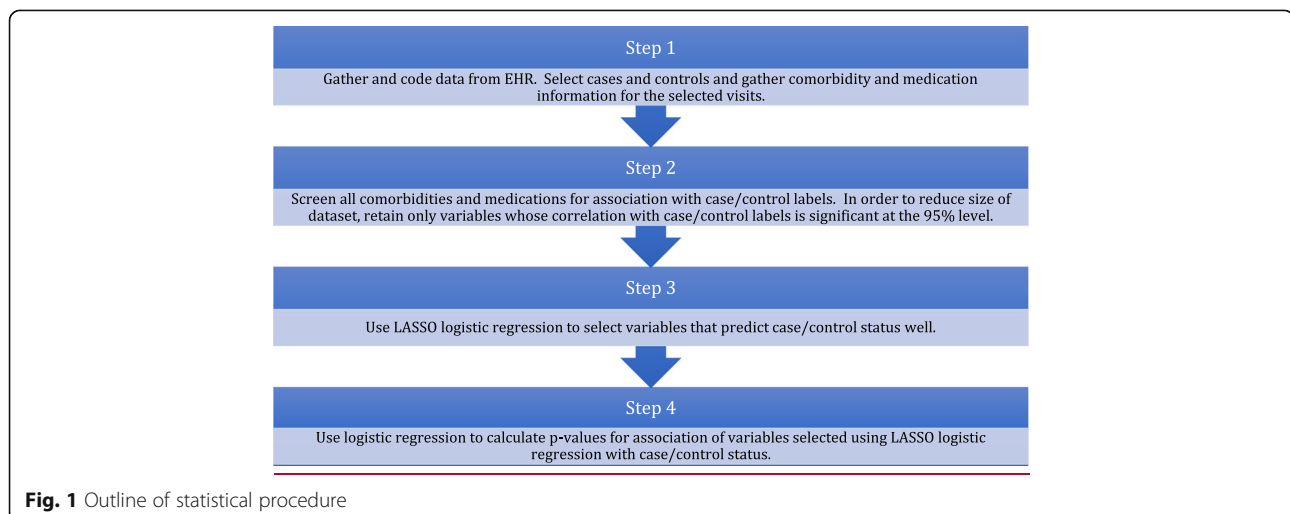 Step 1
Gather and code data from EHR. Select cases and controls and gather comorbidity and medication
information for the selected visits.
Step 2
Screen all comorbidities and medications for association with case/control labels. In order to reduce size of
dataset, retain only variables whose correlation with case/control labels is significant at the 95% level.
Step 3
Use LASSO logistic regression to select variables that predict case/control status well.
Step 4
Use logistic regression to calculate p-values for association of variables selected using LASSO logistic
regression with case/control status.
Fig. 1 Outline of statistical procedure